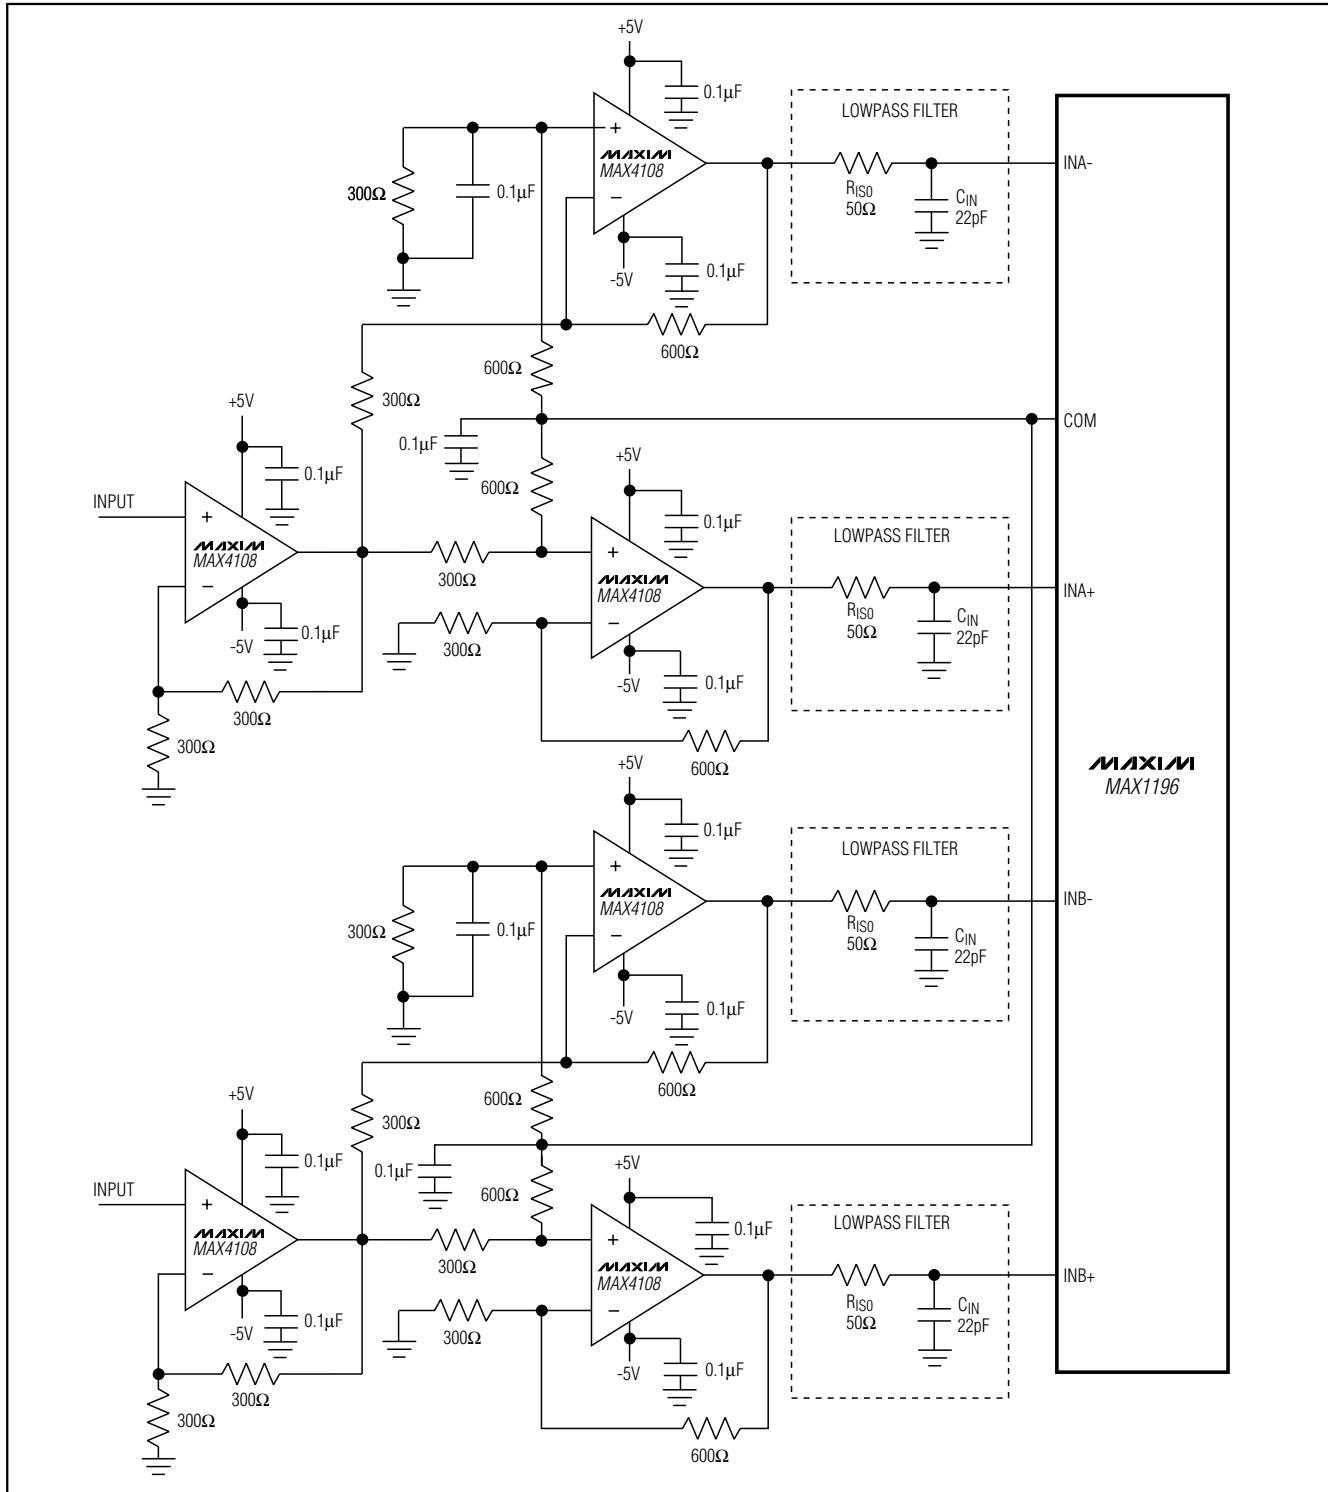 +5V
0.1µF
LOWPASS FILTER
+
MAXIM
MAX4108
−
300Ω
0.1µF
RISO
50Ω
CIN
22pF
INA-
-5V
0.1µF
600Ω
600Ω
300Ω
+5V
0.1µF
COM
0.1µF
+5V
0.1µF
600Ω
INPUT
+
MAXIM
MAX4108
−
300Ω
+
MAXIM
MAX4108
−
LOWPASS FILTER
RISO
50Ω
CIN
22pF
INA+
-5V
0.1µF
300Ω
-5V
0.1µF
300Ω
300Ω
600Ω
MAXIM
MAX1196
+5V
0.1µF
LOWPASS FILTER
+
MAXIM
MAX4108
−
300Ω
0.1µF
RISO
50Ω
CIN
22pF
INB-
-5V
0.1µF
600Ω
600Ω
300Ω
+5V
0.1µF
0.1µF
+5V
0.1µF
600Ω
INPUT
+
MAXIM
MAX4108
−
300Ω
+
MAXIM
MAX4108
−
LOWPASS FILTER
RISO
50Ω
CIN
22pF
INB+
-5V
0.1µF
300Ω
-5V
0.1µF
300Ω
300Ω
600Ω